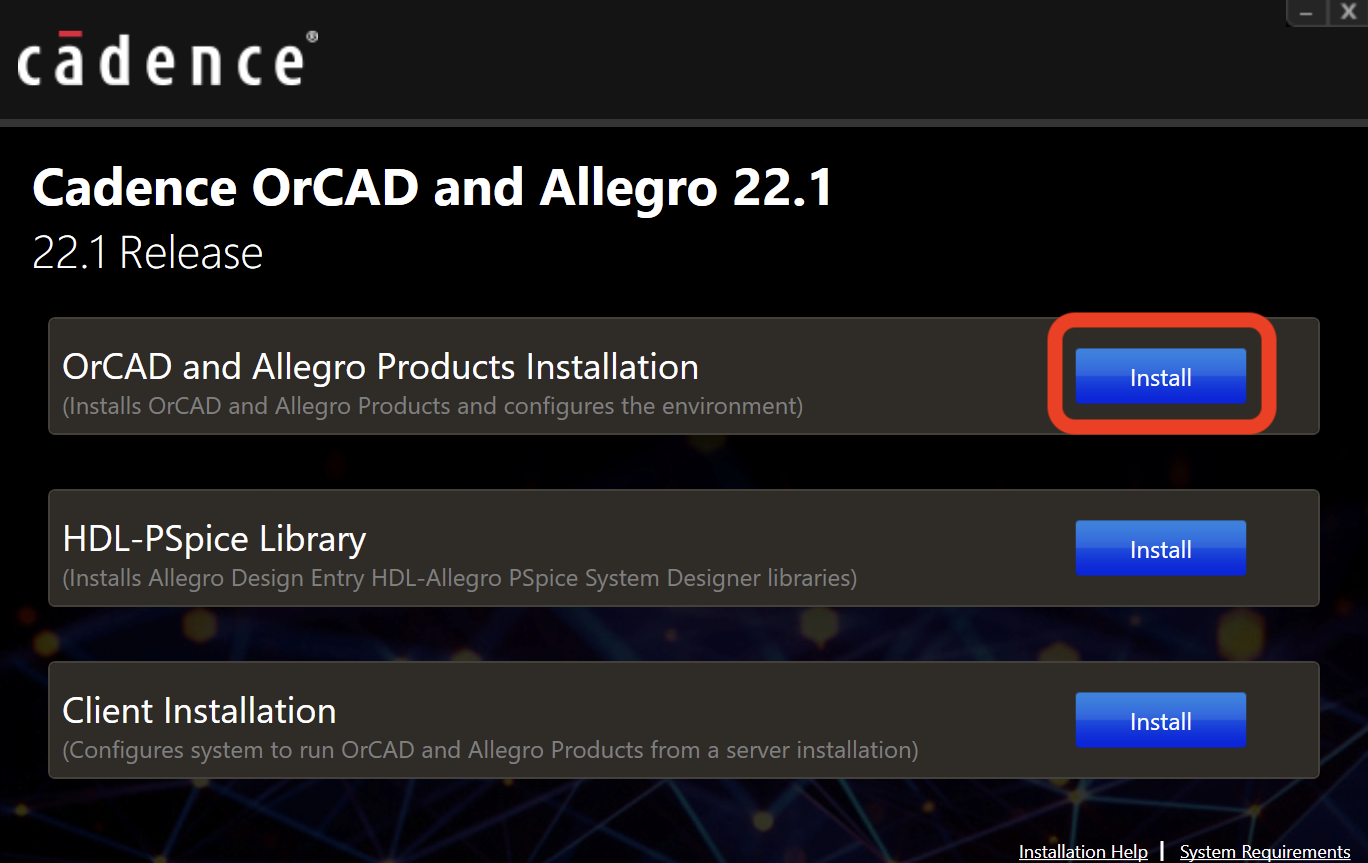 cādence®
Cadence OrCAD and Allegro 22.1
22.1 Release
OrCAD and Allegro Products Installation
(Installs OrCAD and Allegro Products and configures the environment)
Install
HDL-PSpice Library
(Installs Allegro Design Entry HDL-Allegro PSpice System Designer libraries)
Install
Client Installation
(Configures system to run OrCAD and Allegro Products from a server installation)
Install
Installation Help | System Requirements